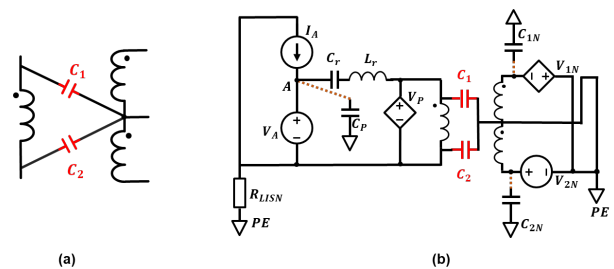 C1
C2
(a)
IA
A
Cr
Lr
VA
+
−
CP
+
−
VP
C1
C2
RLISN
PE
C1N
− +
V1N
+ −
V2N
C2N
PE
(b)